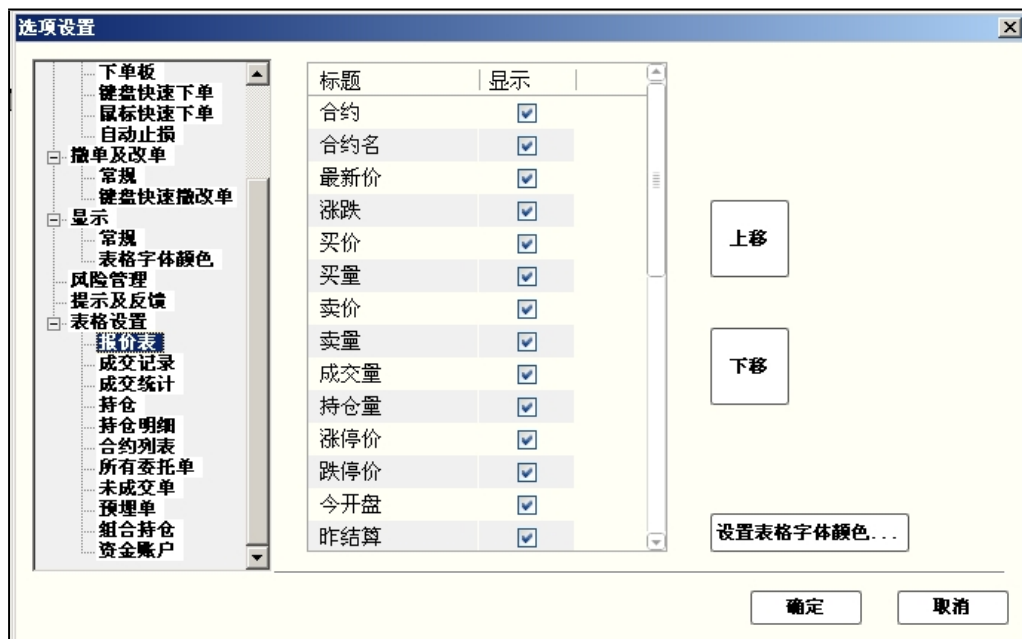 选项设置
下单板
键盘快速下单
鼠标快速下单
自动止损
撤单及改单
常规
键盘快速撤改单
显示
常规
表格字体颜色
风险管理
提示及反馈
表格设置
报价表
成交记录
成交统计
持仓
持仓明细
合约列表
所有委托单
未成交单
预埋单
组合持仓
资金账户
标题 显示
合约
合约名
最新价
涨跌
买价
买量
卖价
卖量
成交量
持仓量
涨停价
跌停价
今开盘
昨结算
上移
下移
设置表格字体颜色...
确定 取消